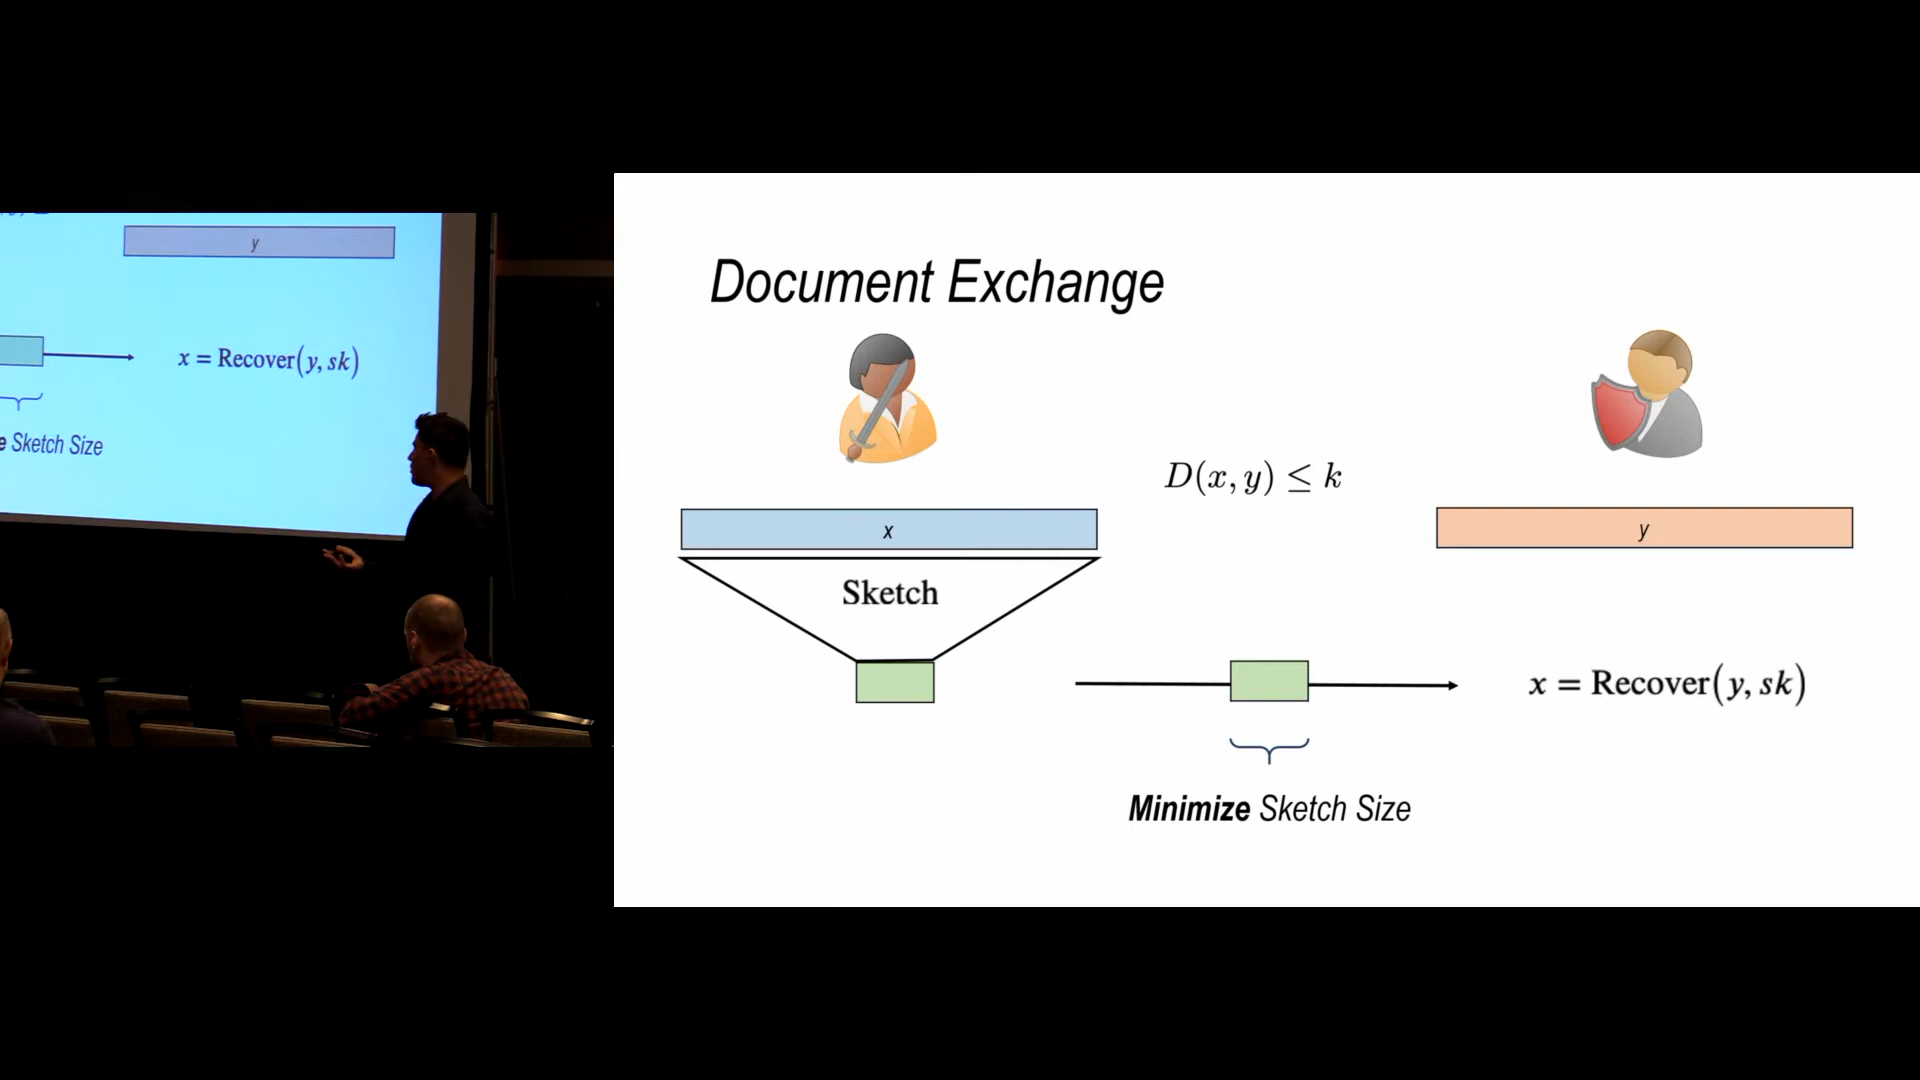 y
x = Recover(y, sk)
Sketch Size
Document Exchange
D(x, y) ≤ k
x
y
Sketch
x = Recover(y, sk)
Minimize Sketch Size